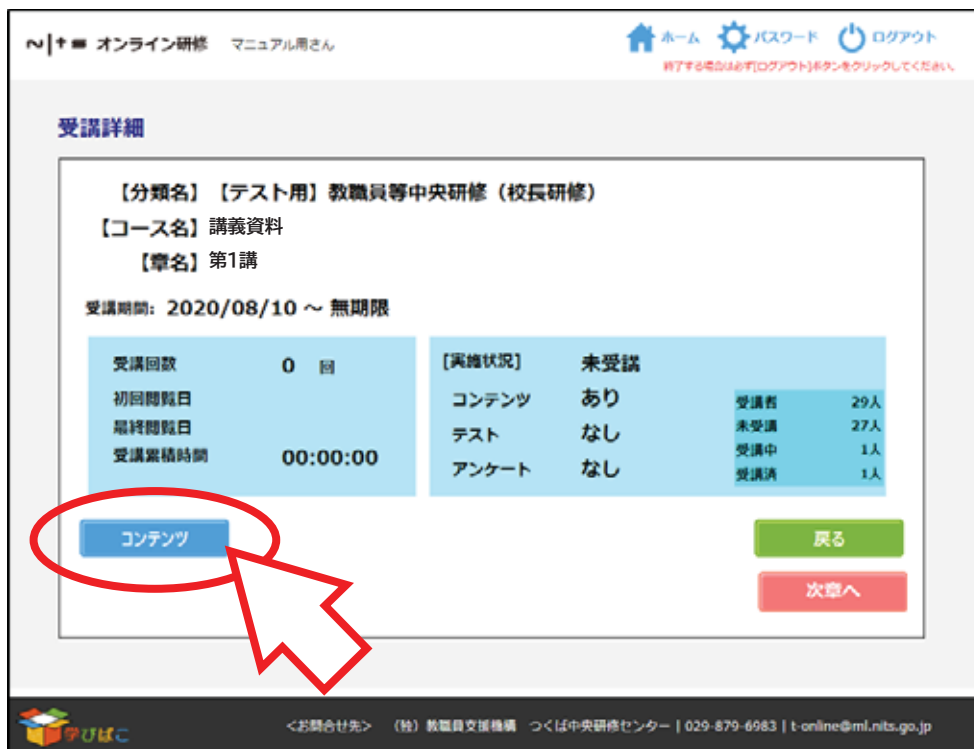 オンライン研修 マニュアル用さん
ホーム パスワード ログアウト
終了する場合は必ず[ログアウト]ボタンをクリックしてください。
受講詳細
【分類名】【テスト用】教職員等中央研修（校長研修）
【コース名】講義資料
【章名】第1講
受講期間: 2020/08/10 ～ 無期限
受講回数 0 回
初回閲覧日
最終閲覧日
受講累積時間 00:00:00
[実施状況] 未受講
コンテンツ あり
テスト なし
アンケート なし
受講者 29人
未受講 27人
受講中 1人
受講済 1人
コンテンツ
戻る
次章へ
学びばこ
＜お問合せ先＞ （独）教職員支援機構 つくば中央研修センター | 029-879-6983 | t-online@ml.nits.go.jp